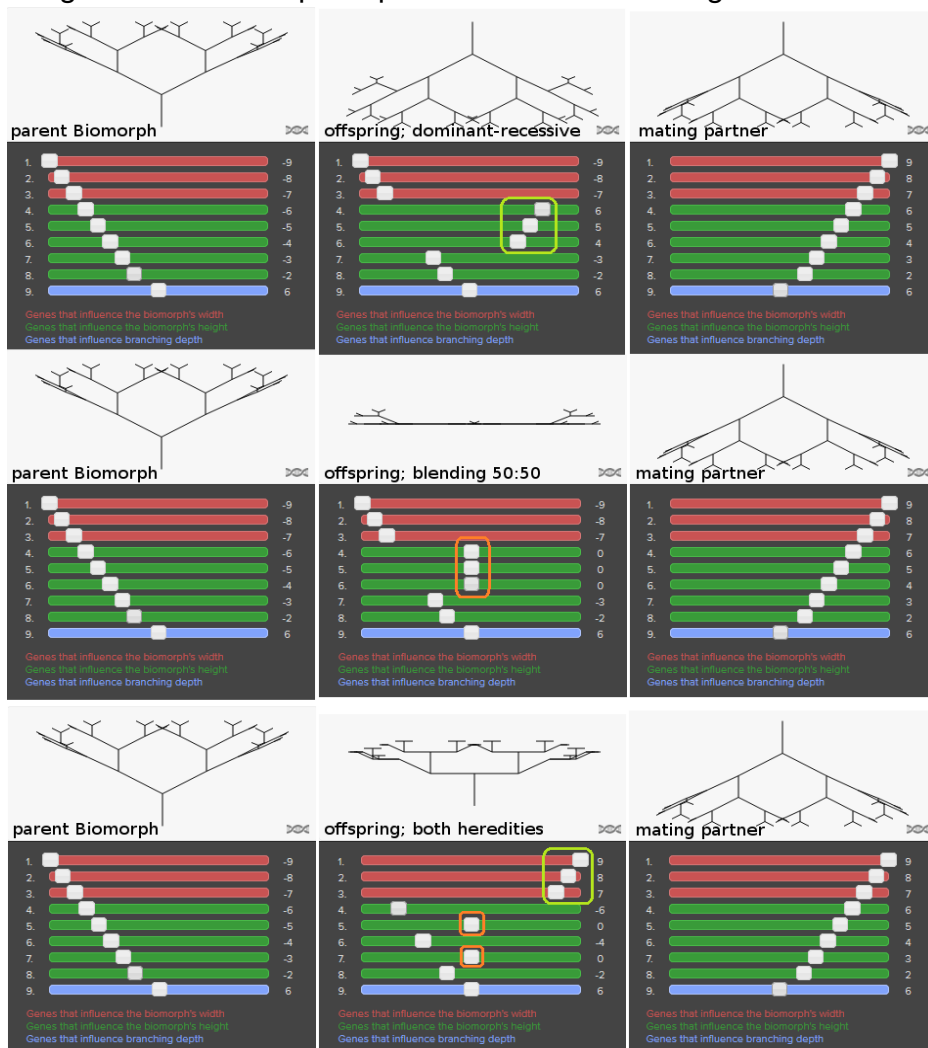 parent Biomorph
1. -9
2. -8
3. -7
4. -6
5. -5
6. -4
7. -3
8. -2
9. 6
Genes that influence the biomorph's width
Genes that influence the biomorph's height
Genes that influence branching depth
offspring; dominant-recessive
1. -9
2. -8
3. -7
4. 6
5. 5
6. 4
7. -3
8. -2
9. 6
Genes that influence the biomorph's width
Genes that influence the biomorph's height
Genes that influence branching depth
mating partner
1. 9
2. 8
3. 7
4. 6
5. 5
6. 4
7. 3
8. 2
9. 6
Genes that influence the biomorph's width
Genes that influence the biomorph's height
Genes that influence branching depth
parent Biomorph
1. -9
2. -8
3. -7
4. -6
5. -5
6. -4
7. -3
8. -2
9. 6
Genes that influence the biomorph's width
Genes that influence the biomorph's height
Genes that influence branching depth
offspring; blending 50:50
1. -9
2. -8
3. -7
4. 0
5. 0
6. 0
7. -3
8. -2
9. 6
Genes that influence the biomorph's width
Genes that influence the biomorph's height
Genes that influence branching depth
mating partner
1. 9
2. 8
3. 7
4. 6
5. 5
6. 4
7. 3
8. 2
9. 6
Genes that influence the biomorph's width
Genes that influence the biomorph's height
Genes that influence branching depth
parent Biomorph
1. -9
2. -8
3. -7
4. -6
5. -5
6. -4
7. -3
8. -2
9. 6
Genes that influence the biomorph's width
Genes that influence the biomorph's height
Genes that influence branching depth
offspring; both heredities
1. 9
2. 8
3. 7
4. -6
5. 0
6. -4
7. 0
8. -2
9. 6
Genes that influence the biomorph's width
Genes that influence the biomorph's height
Genes that influence branching depth
mating partner
1. 9
2. 8
3. 7
4. 6
5. 5
6. 4
7. 3
8. 2
9. 6
Genes that influence the biomorph's width
Genes that influence the biomorph's height
Genes that influence branching depth